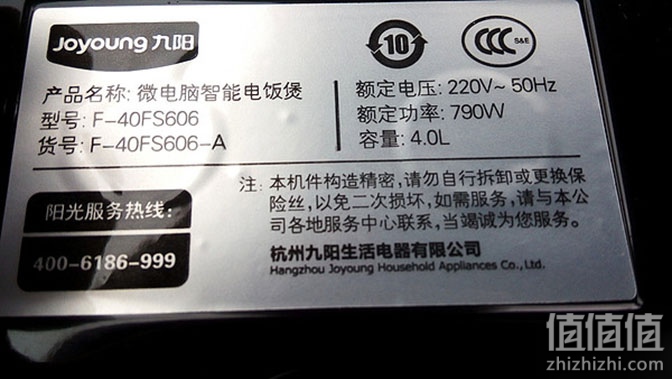 Joyoung 九阳
10
CCC S&E
产品名称: 微电脑智能电饭煲
型号: F-40FS606
货号: F-40FS606-A
额定电压: 220V~ 50Hz
额定功率: 790W
容量: 4.0L
阳光服务热线:
400-6186-999
注: 本机件构造精密,请勿自行拆卸或更换保
险丝,以免二次损坏,如需服务,请与本公
司各地服务中心联系,当竭诚为您服务。
杭州九阳生活电器有限公司
Hangzhou Joyoung Household Appliances Co., Ltd.
值值值
zhizhizhi.com